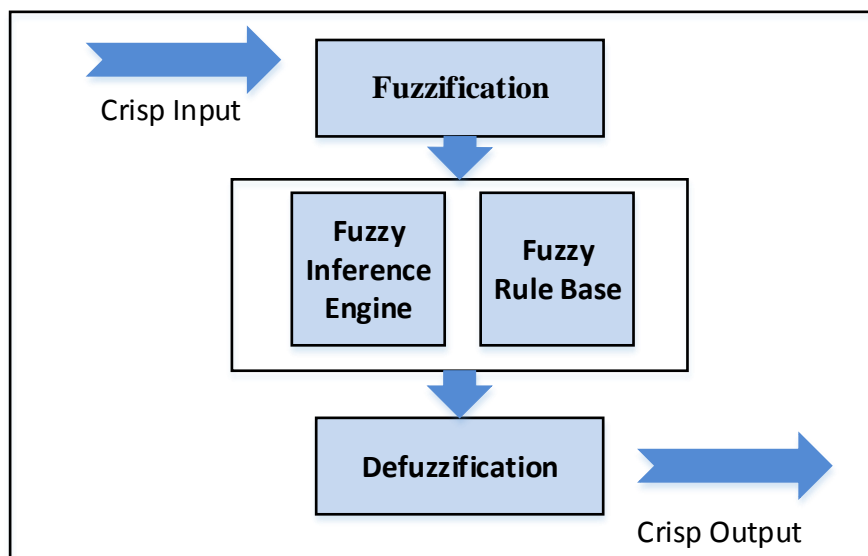 Fuzzification
Crisp Input
Fuzzy
Inference
Engine
Fuzzy
Rule Base
Defuzzification
Crisp Output